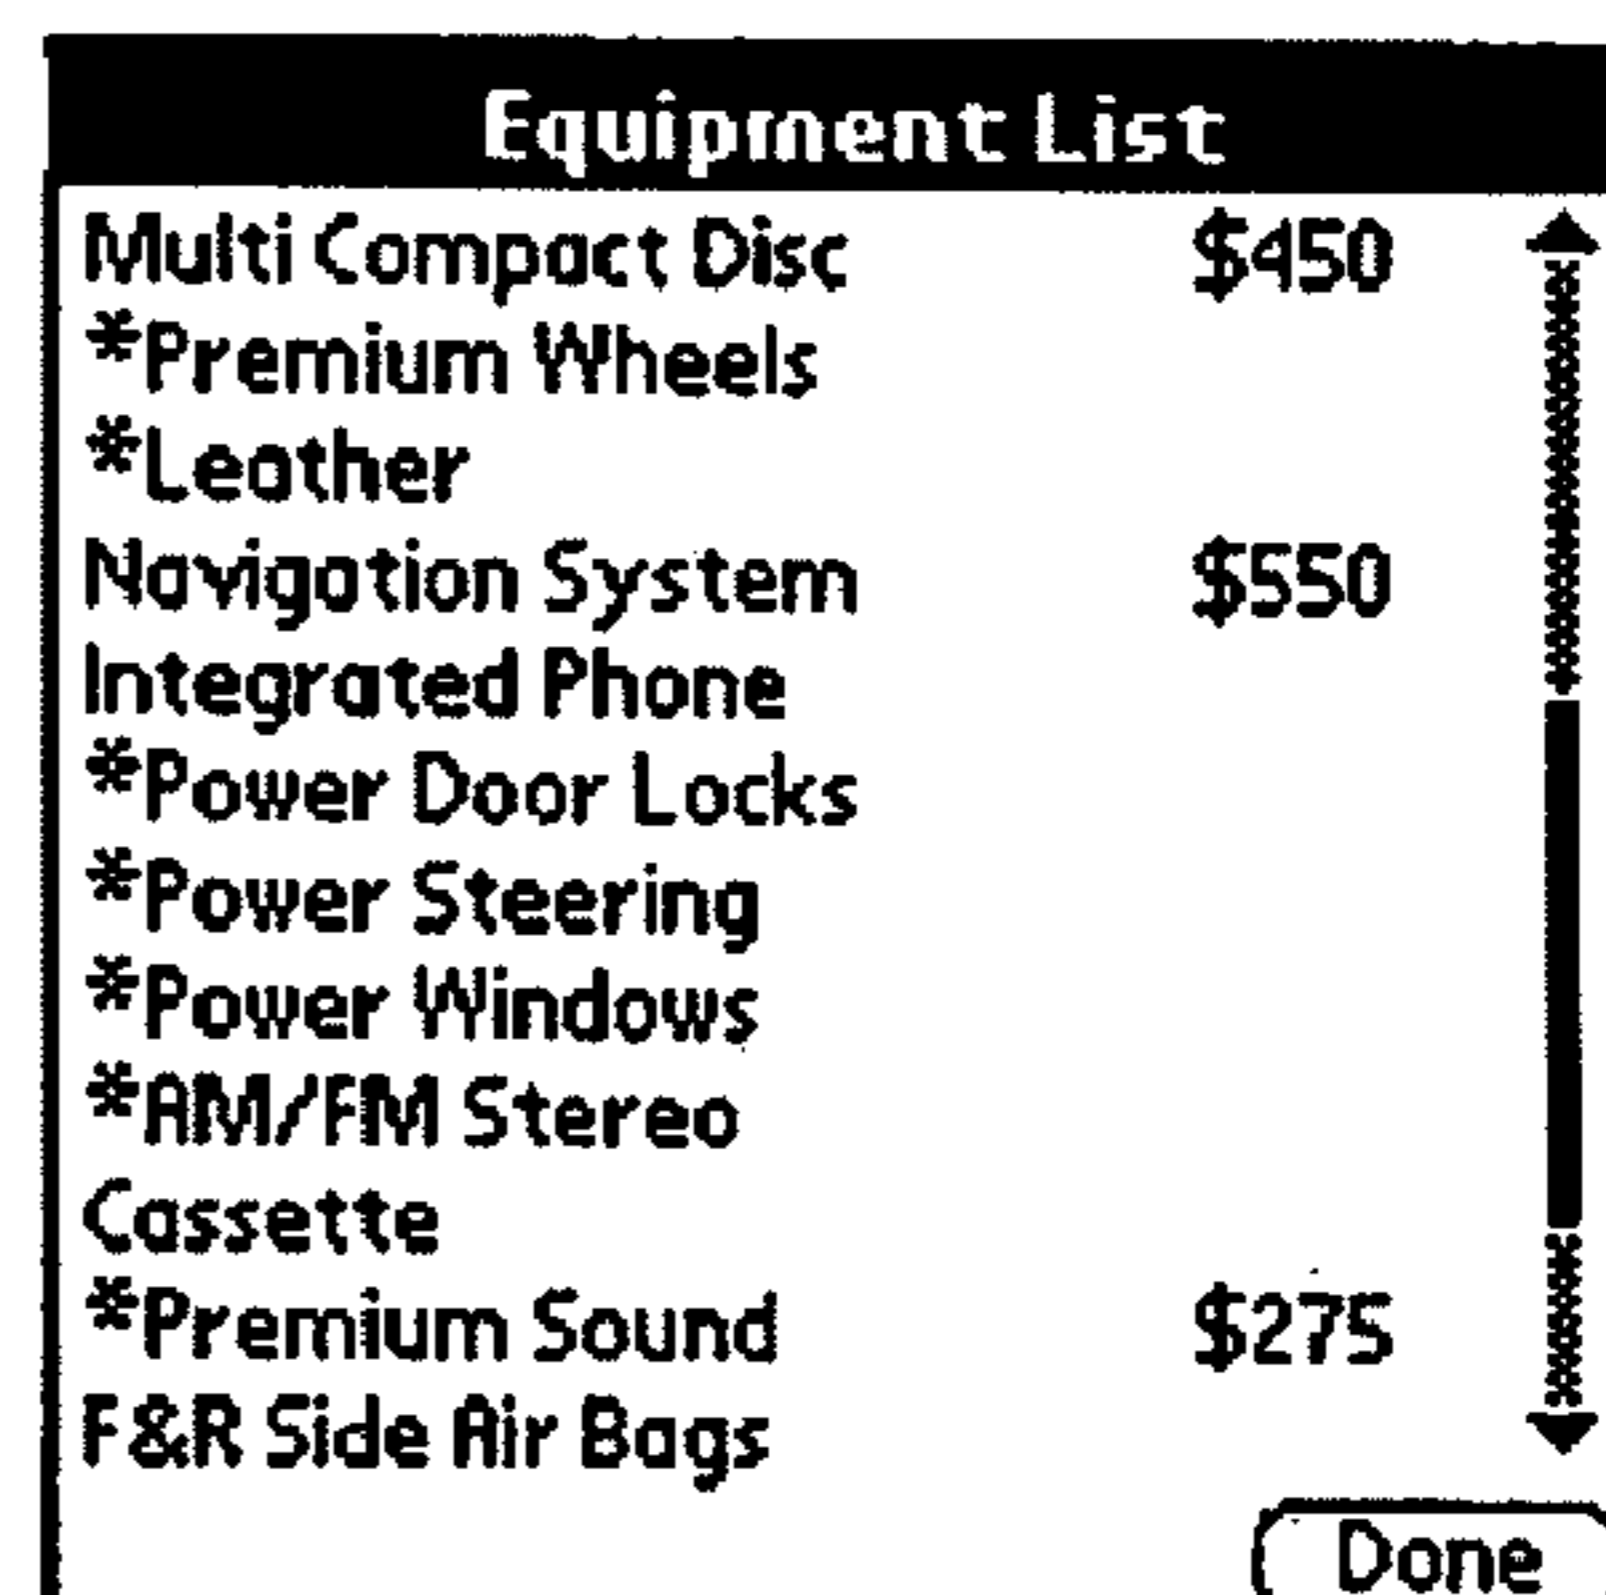 Equipment List
Multi Compact Disc $450
*Premium Wheels
*Leather
Navigation System $550
Integrated Phone
*Power Door Locks
*Power Steering
*Power Windows
*AM/FM Stereo
Cassette
*Premium Sound $275
F&R Side Air Bags
Done